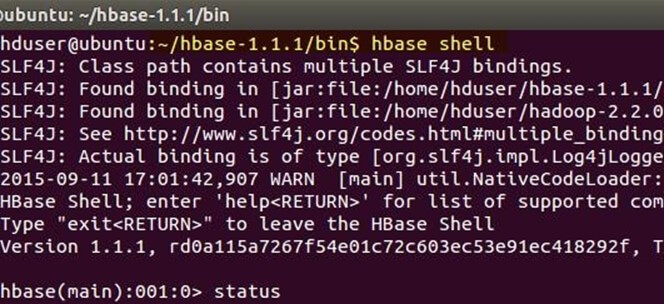 ubuntu: ~/hbase-1.1.1/bin
hduser@ubuntu:~/hbase-1.1.1/bin$ hbase shell
SLF4J: Class path contains multiple SLF4J bindings.
SLF4J: Found binding in [jar:file:/home/hduser/hbase-1.1.1/
SLF4J: Found binding in [jar:file:/home/hduser/hadoop-2.2.0
SLF4J: See http://www.slf4j.org/codes.html#multiple_binding
SLF4J: Actual binding is of type [org.slf4j.impl.Log4jLogge
2015-09-11 17:01:42,907 WARN  [main] util.NativeCodeLoader:
HBase Shell; enter 'help<RETURN>' for list of supported com
Type "exit<RETURN>" to leave the HBase Shell
Version 1.1.1, rd0a115a7267f54e01c72c603ec53e91ec418292f, T
hbase(main):001:0> status